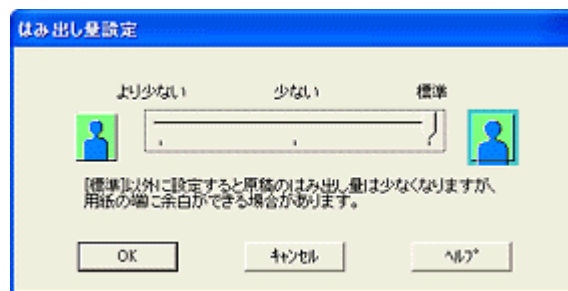 はみ出し量設定
より少ない 少ない 標準
[標準]以外に設定すると原稿のはみ出し量は少なくなりますが、
用紙の端に余白ができる場合があります。
OK キャンセル ヘルプ